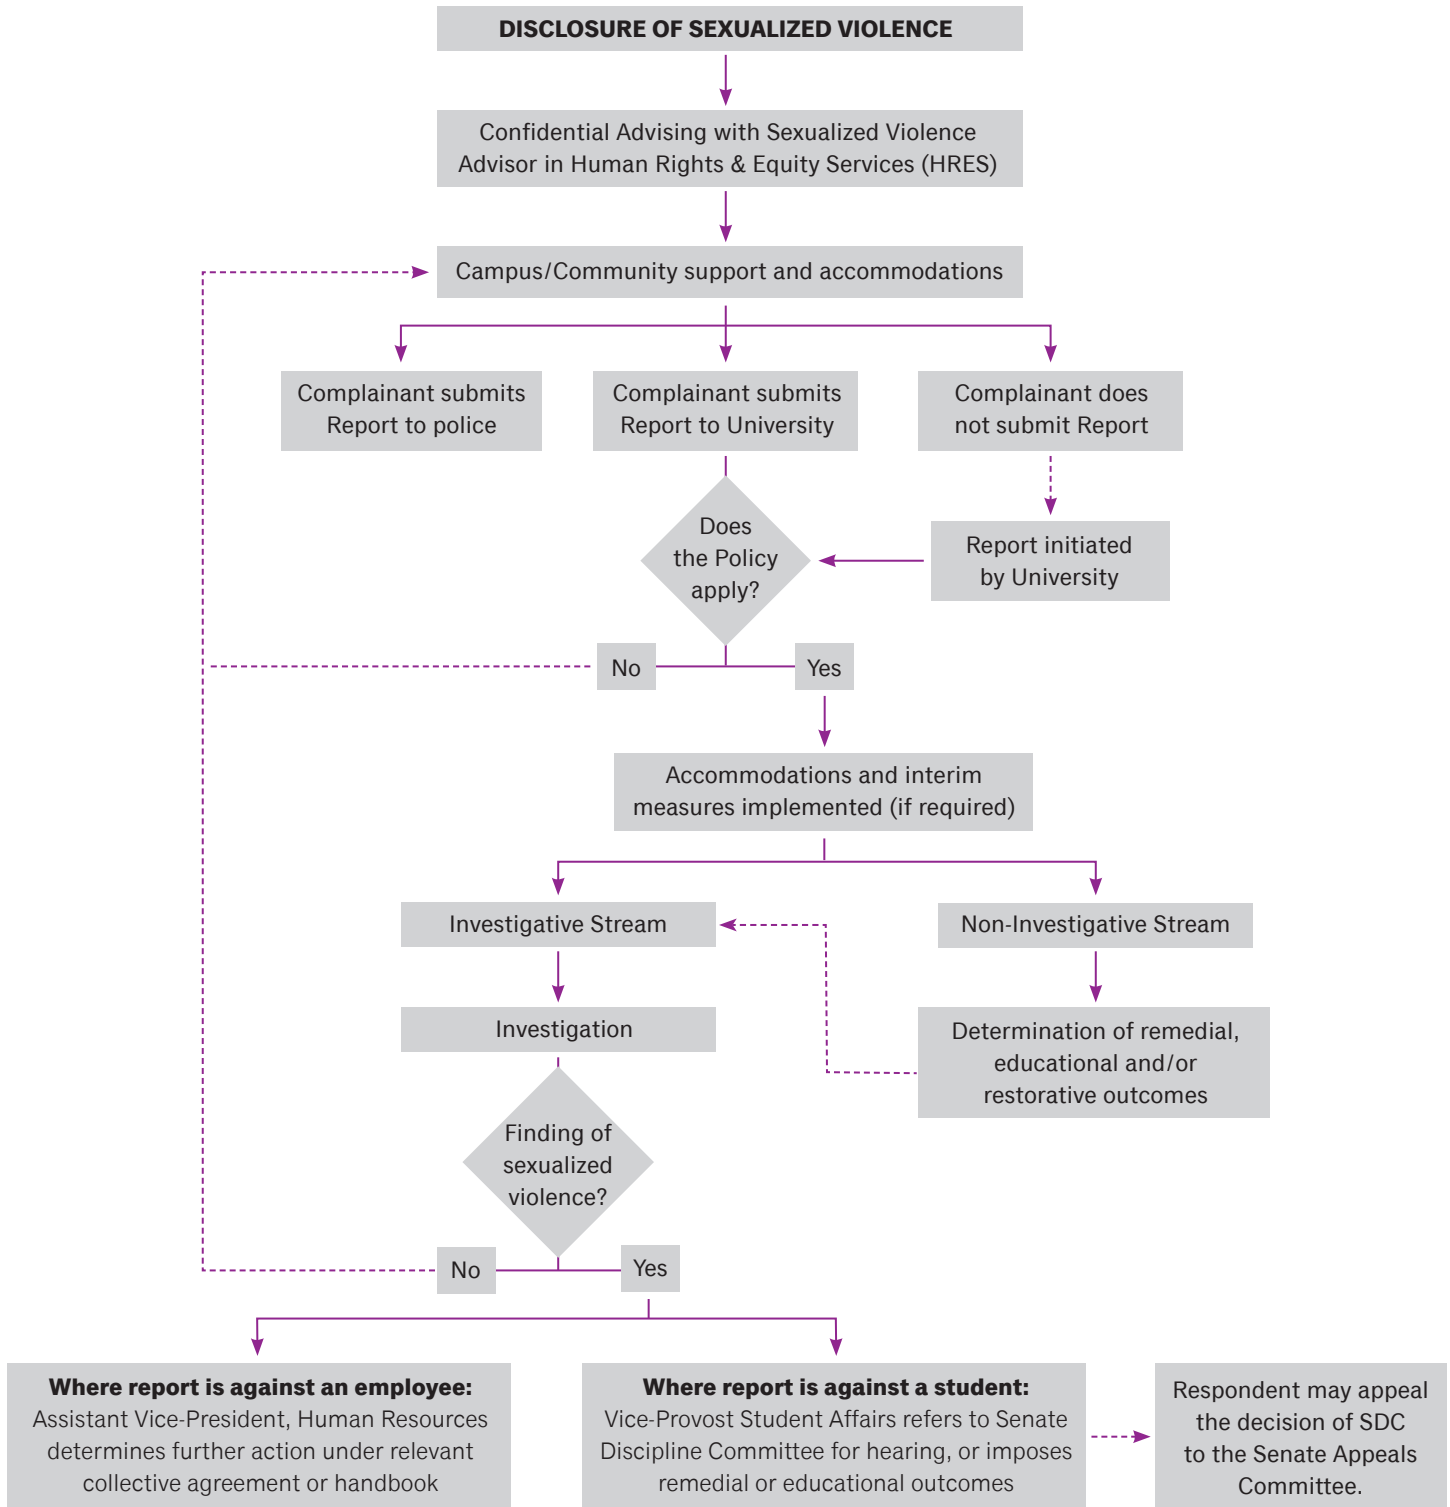 DISCLOSURE OF SEXUALIZED VIOLENCE
Confidential Advising with Sexualized Violence
Advisor in Human Rights & Equity Services (HRES)
Campus/Community support and accommodations
Complainant submits
Report to police
Complainant submits
Report to University
Complainant does
not submit Report
Does
the Policy
apply?
Report initiated
by University
No
Yes
Accommodations and interim
measures implemented (if required)
Investigative Stream
Non-Investigative Stream
Investigation
Determination of remedial,
educational and/or
restorative outcomes
Finding of
sexualized
violence?
No
Yes
Where report is against an employee:
Assistant Vice-President, Human Resources
determines further action under relevant
collective agreement or handbook
Where report is against a student:
Vice-Provost Student Affairs refers to Senate
Discipline Committee for hearing, or imposes
remedial or educational outcomes
Respondent may appeal
the decision of SDC
to the Senate Appeals
Committee.